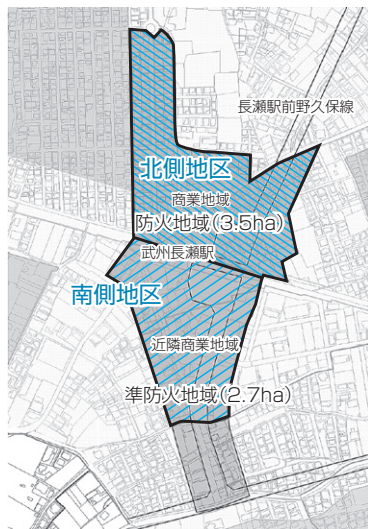 長瀬駅前野久保線
北側地区
商業地域
防火地域(3.5ha)
武州長瀬駅
南側地区
近隣商業地域
準防火地域(2.7ha)